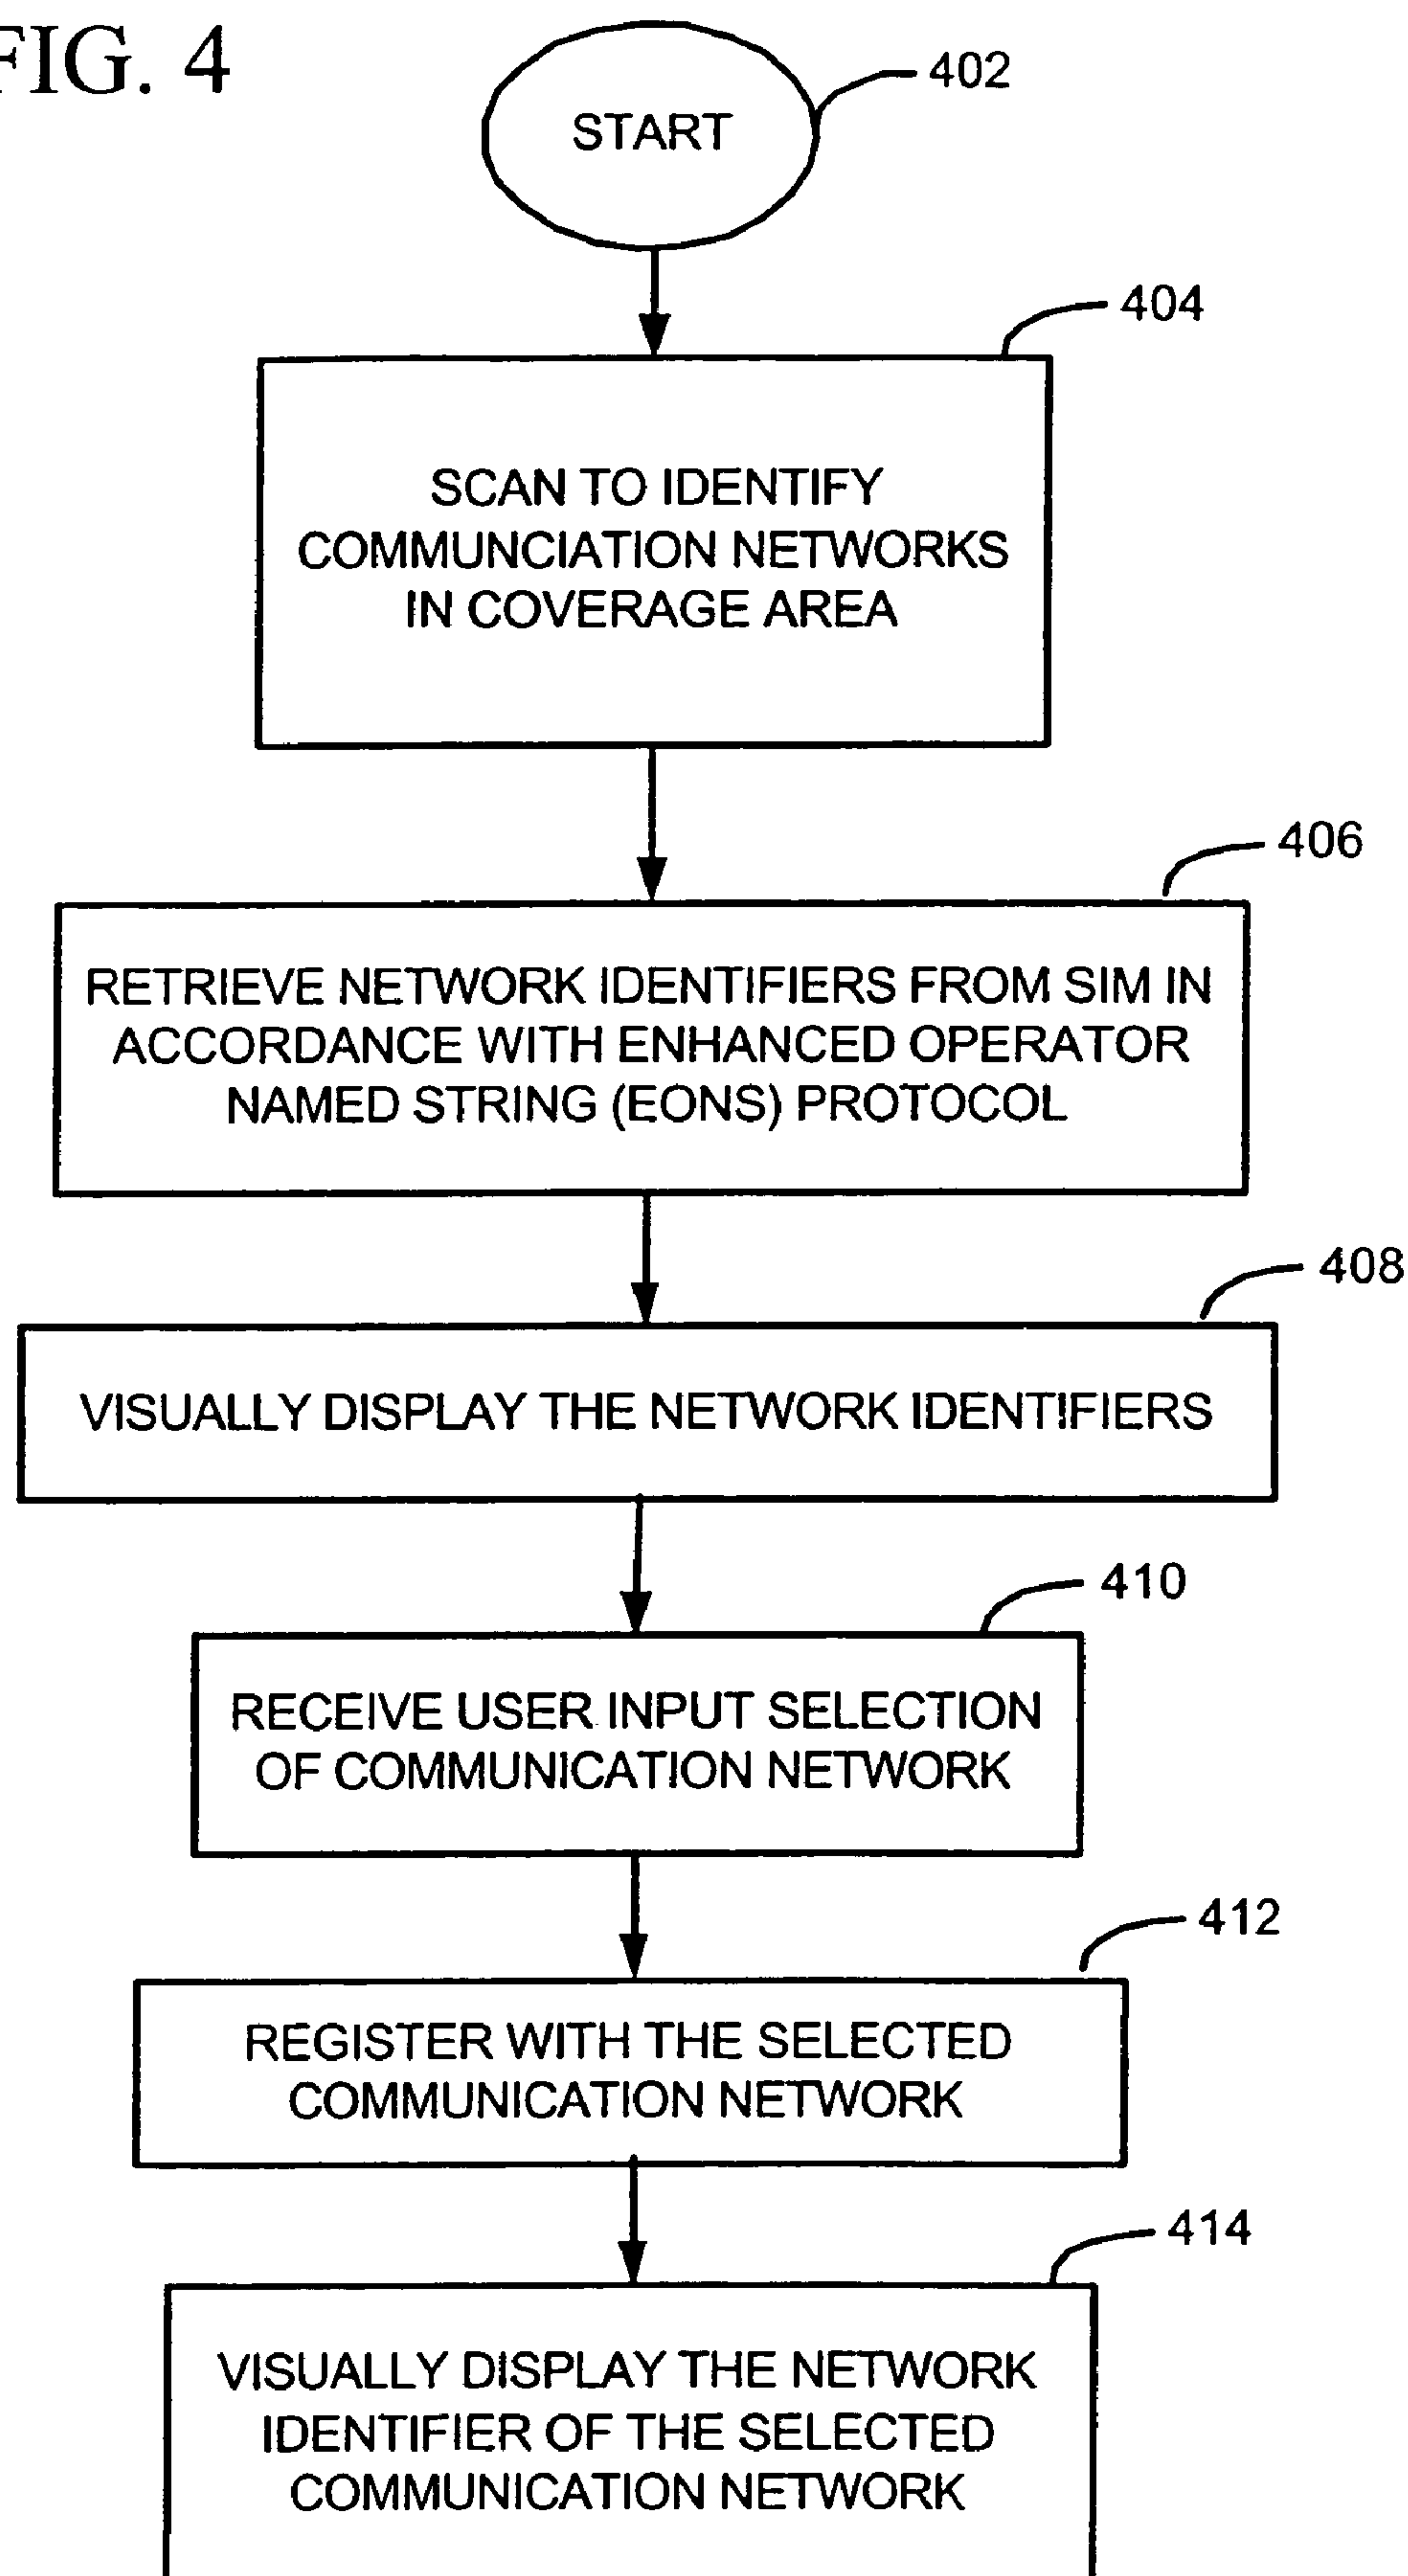 FIG. 4
START
402
404
SCAN TO IDENTIFY
COMMUNCIATION NETWORKS
IN COVERAGE AREA
406
RETRIEVE NETWORK IDENTIFIERS FROM SIM IN
ACCORDANCE WITH ENHANCED OPERATOR
NAMED STRING (EONS) PROTOCOL
408
VISUALLY DISPLAY THE NETWORK IDENTIFIERS
410
RECEIVE USER INPUT SELECTION
OF COMMUNICATION NETWORK
412
REGISTER WITH THE SELECTED
COMMUNICATION NETWORK
414
VISUALLY DISPLAY THE NETWORK
IDENTIFIER OF THE SELECTED
COMMUNICATION NETWORK